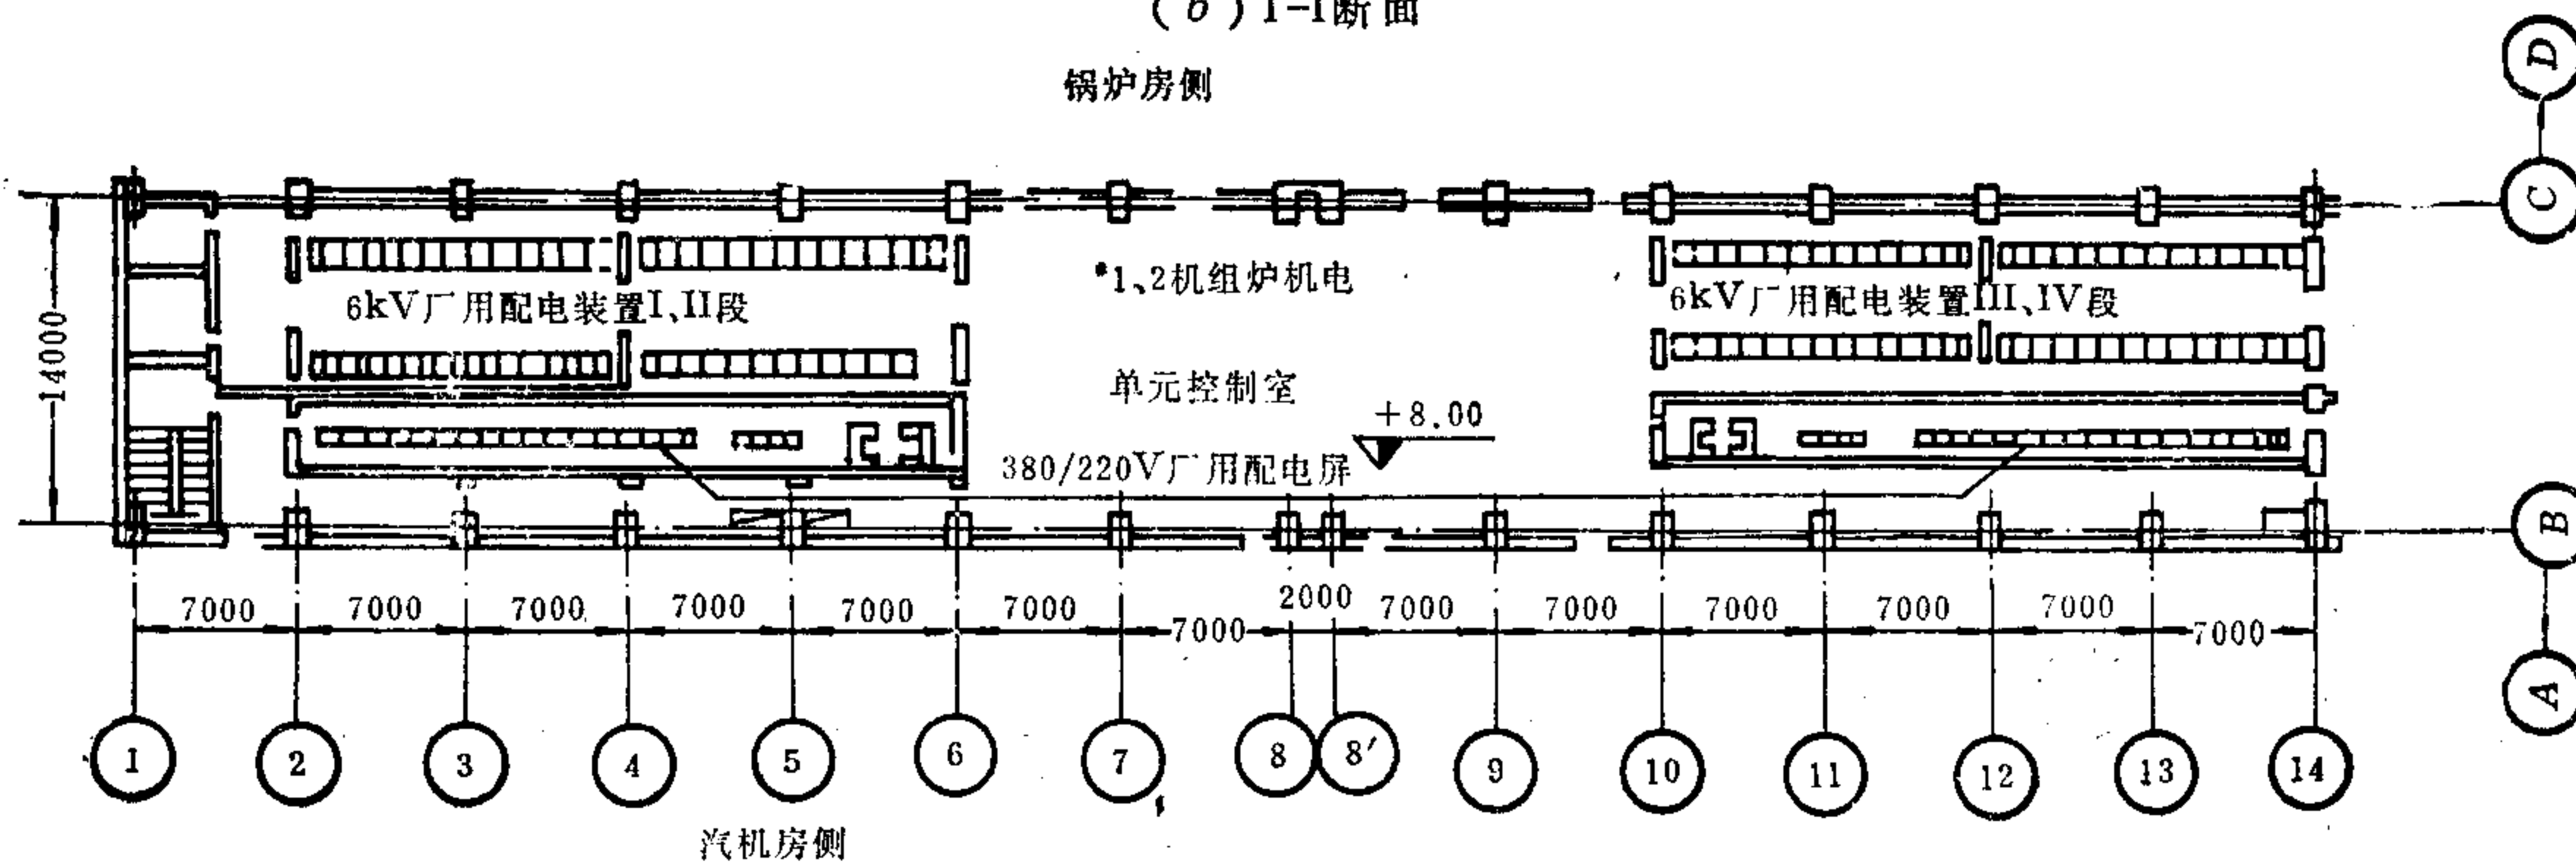 (b) I-I断面
锅炉房侧
D
C
14000
#1、2机组炉机电
6kV厂用配电装置I、II段
6kV厂用配电装置III、IV段
单元控制室
+8.00
380/220V厂用配电屏
B
7000 7000 7000 7000 7000 7000 7000 2000 7000 7000 7000 7000 7000 7000
A
1 2 3 4 5 6 7 8 8′ 9 10 11 12 13 14
汽机房侧